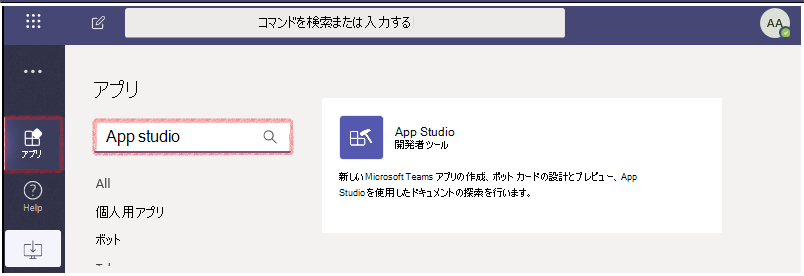 コマンドを検索または入力する
AA
アプリ
App studio
App Studio
開発者ツール
新しい Microsoft Teams アプリの作成、ボット カードの設計とプレビュー、App
Studio を使用したドキュメントの探索を行います。
アプリ
All
Help
個人用アプリ
ボット